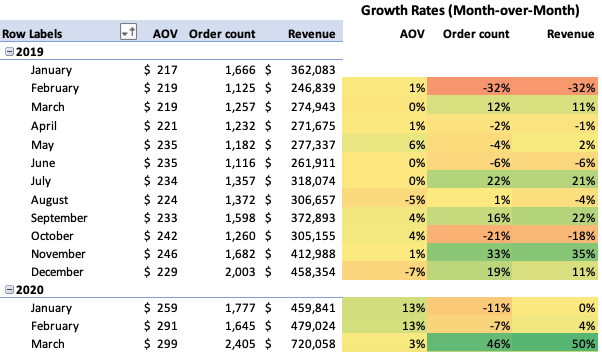 Growth Rates (Month-over-Month)
Row Labels AOV Order count Revenue AOV Order count Revenue
2019
January $ 217 1,666 $ 362,083
February $ 219 1,125 $ 246,839 1% -32% -32%
March $ 219 1,257 $ 274,943 0% 12% 11%
April $ 221 1,232 $ 271,675 1% -2% -1%
May $ 235 1,182 $ 277,337 6% -4% 2%
June $ 235 1,116 $ 261,911 0% -6% -6%
July $ 234 1,357 $ 318,074 0% 22% 21%
August $ 224 1,372 $ 306,657 -5% 1% -4%
September $ 233 1,598 $ 372,893 4% 16% 22%
October $ 242 1,260 $ 305,155 4% -21% -18%
November $ 246 1,682 $ 412,988 1% 33% 35%
December $ 229 2,003 $ 458,354 -7% 19% 11%
2020
January $ 259 1,777 $ 459,841 13% -11% 0%
February $ 291 1,645 $ 479,024 13% -7% 4%
March $ 299 2,405 $ 720,058 3% 46% 50%